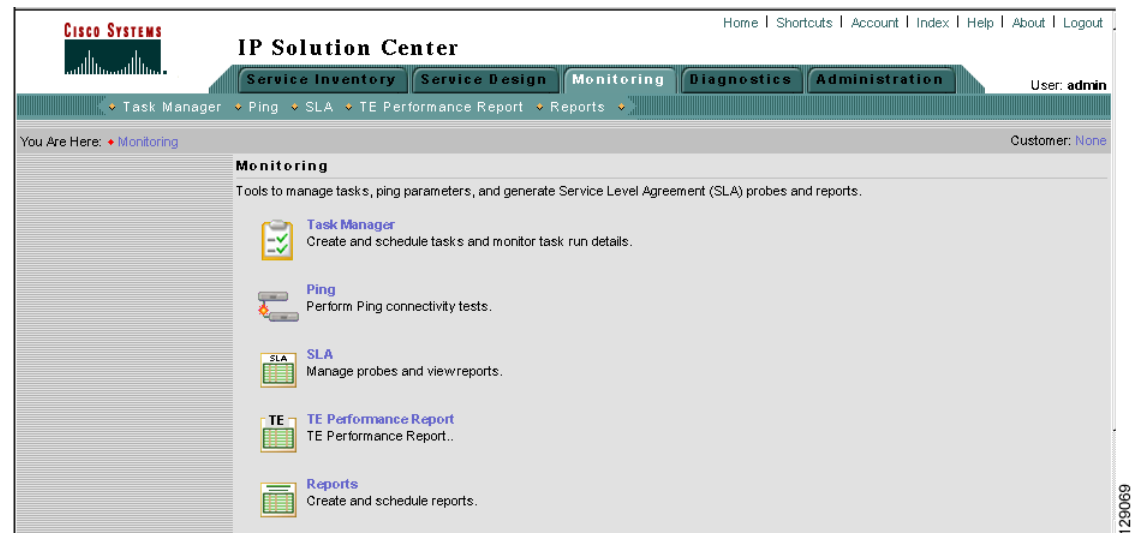 CISCO SYSTEMS
Home | Shortcuts | Account | Index | Help | About | Logout
IP Solution Center
Service Inventory Service Design Monitoring Diagnostics Administration
User: admin
Task Manager Ping SLA TE Performance Report Reports
You Are Here: Monitoring
Customer: None
Monitoring
Tools to manage tasks, ping parameters, and generate Service Level Agreement (SLA) probes and reports.
Task Manager
Create and schedule tasks and monitor task run details.
Ping
Perform Ping connectivity tests.
SLA
SLA
Manage probes and view reports.
TE
TE Performance Report
TE Performance Report..
Reports
Create and schedule reports.
129069